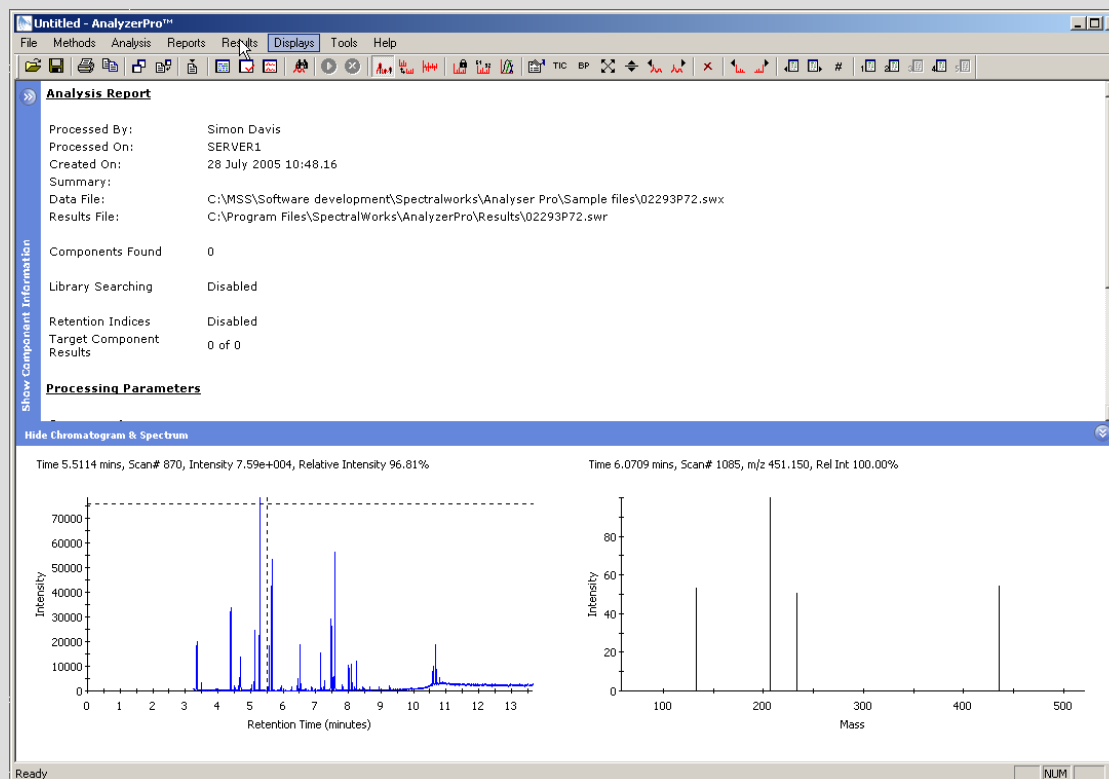 Untitled - AnalyzerPro™
File Methods Analysis Reports Results Displays Tools Help
TIC BP #
Analysis Report
Processed By: Simon Davis
Processed On: SERVER1
Created On: 28 July 2005 10:48.16
Summary:
Data File: C:\MSS\Software development\Spectralworks\Analyser Pro\Sample files\02293P72.swx
Results File: C:\Program Files\SpectralWorks\AnalyzerPro\Results\02293P72.swr
Components Found 0
Library Searching Disabled
Retention Indices Disabled
Target Component
Results 0 of 0
Processing Parameters
Show Component Information
Hide Chromatogram & Spectrum
Time 5.5114 mins, Scan# 870, Intensity 7.59e+004, Relative Intensity 96.81%
Time 6.0709 mins, Scan# 1085, m/z 451.150, Rel Int 100.00%
70000
60000
50000
40000
30000
20000
10000
0
Intensity
0 1 2 3 4 5 6 7 8 9 10 11 12 13
Retention Time (minutes)
80
60
40
20
0
Intensity
100 200 300 400 500
Mass
Ready NUM